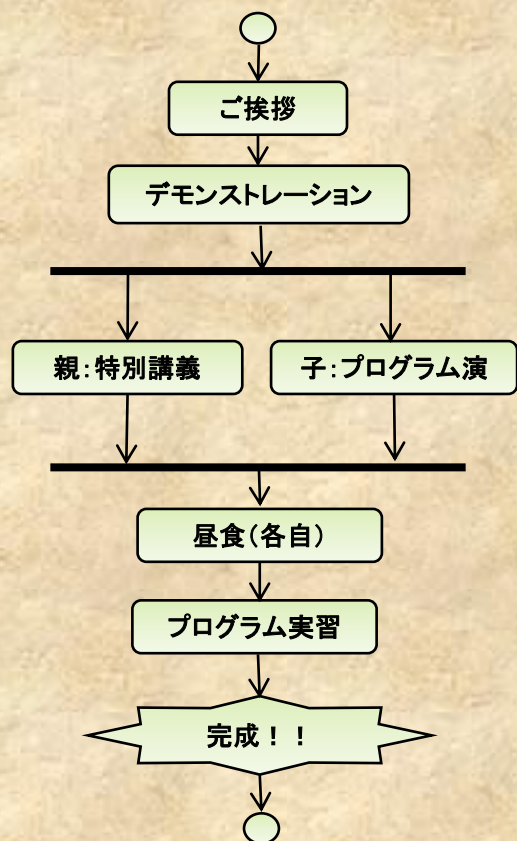 ご挨拶
デモンストレーション
親:特別講義
子:プログラム演
昼食(各自)
プログラム実習
完成!!